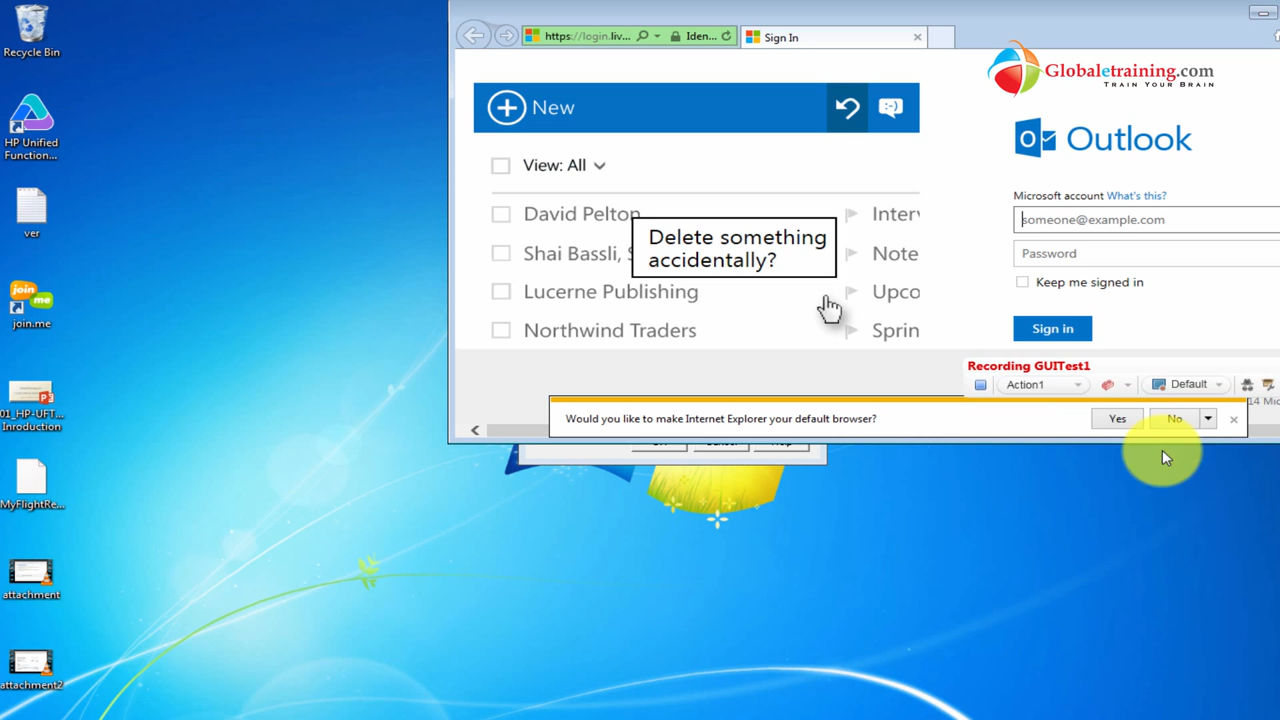 Recycle Bin
HP Unified
Function...
ver
join
me
join.me
01_HP-UFT...
Inroduction
MyFlightRe...
attachment
attachment2
https://login.liv...
Iden...
Sign In
Globaletraining.com
TRAIN YOUR BRAIN
New
View: All
David Pelton
Inter
Shai Bassli, S
Note
Lucerne Publishing
Upco
Northwind Traders
Sprin
Delete something
accidentally?
Outlook
Microsoft account What's this?
someone@example.com
Password
Keep me signed in
Sign in
Recording GUITest1
Action1
Default
14 Mic
Would you like to make Internet Explorer your default browser?
Yes
No